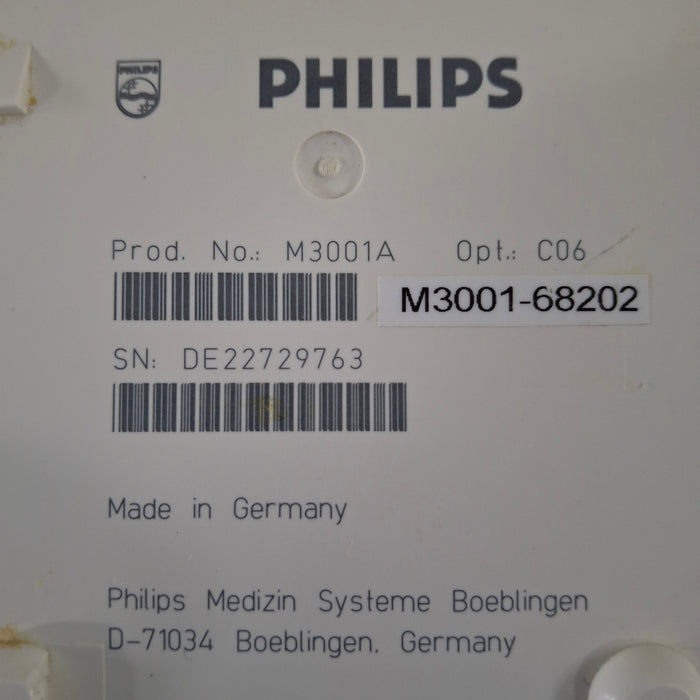 PHILIPS PHILIPS
Prod. No.: M3001A Opt.: C06
M3001-68202
SN: DE22729763
Made in Germany
Philips Medizin Systeme Boeblingen
D-71034 Boeblingen, Germany